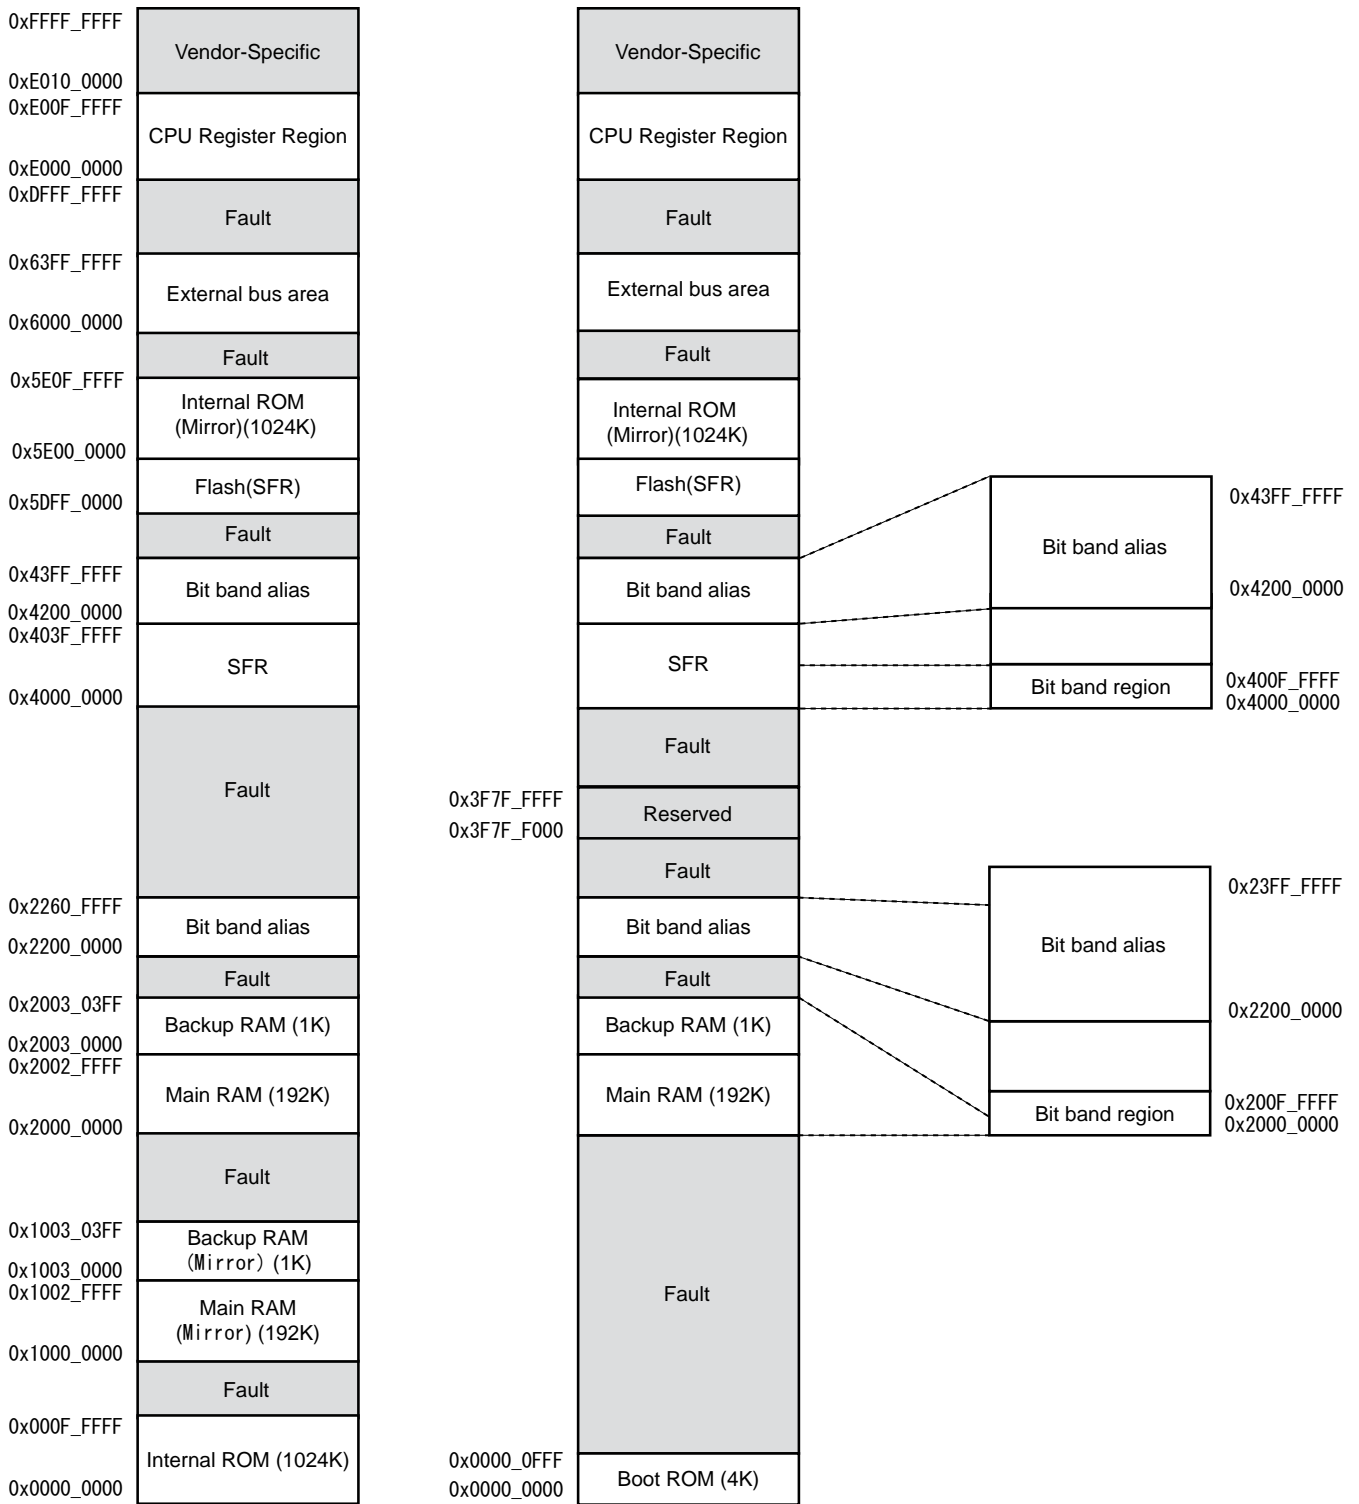 0xFFFF_FFFF
Vendor-Specific
0xE010_0000
0xE00F_FFFF
CPU Register Region
0xE000_0000
0xDFFF_FFFF
Fault
0x63FF_FFFF
External bus area
0x6000_0000
Fault
0x5E0F_FFFF
Internal ROM
(Mirror)(1024K)
0x5E00_0000
Flash(SFR)
0x5DFF_0000
Fault
0x43FF_FFFF
Bit band alias
0x4200_0000
0x403F_FFFF
SFR
0x4000_0000
Fault
0x2260_FFFF
Bit band alias
0x2200_0000
Fault
0x2003_03FF
Backup RAM (1K)
0x2003_0000
0x2002_FFFF
Main RAM (192K)
0x2000_0000
Fault
0x1003_03FF
Backup RAM
(Mirror) (1K)
0x1003_0000
0x1002_FFFF
Main RAM
(Mirror) (192K)
0x1000_0000
Fault
0x000F_FFFF
Internal ROM (1024K)
0x0000_0000
Vendor-Specific
CPU Register Region
Fault
External bus area
Fault
Internal ROM
(Mirror)(1024K)
Flash(SFR)
Fault
Bit band alias
SFR
Fault
0x3F7F_FFFF
Reserved
0x3F7F_F000
Fault
Bit band alias
Fault
Backup RAM (1K)
Main RAM (192K)
Fault
0x0000_0FFF
Boot ROM (4K)
0x0000_0000
0x43FF_FFFF
Bit band alias
0x4200_0000
Bit band region
0x400F_FFFF
0x4000_0000
0x23FF_FFFF
Bit band alias
0x2200_0000
Bit band region
0x200F_FFFF
0x2000_0000